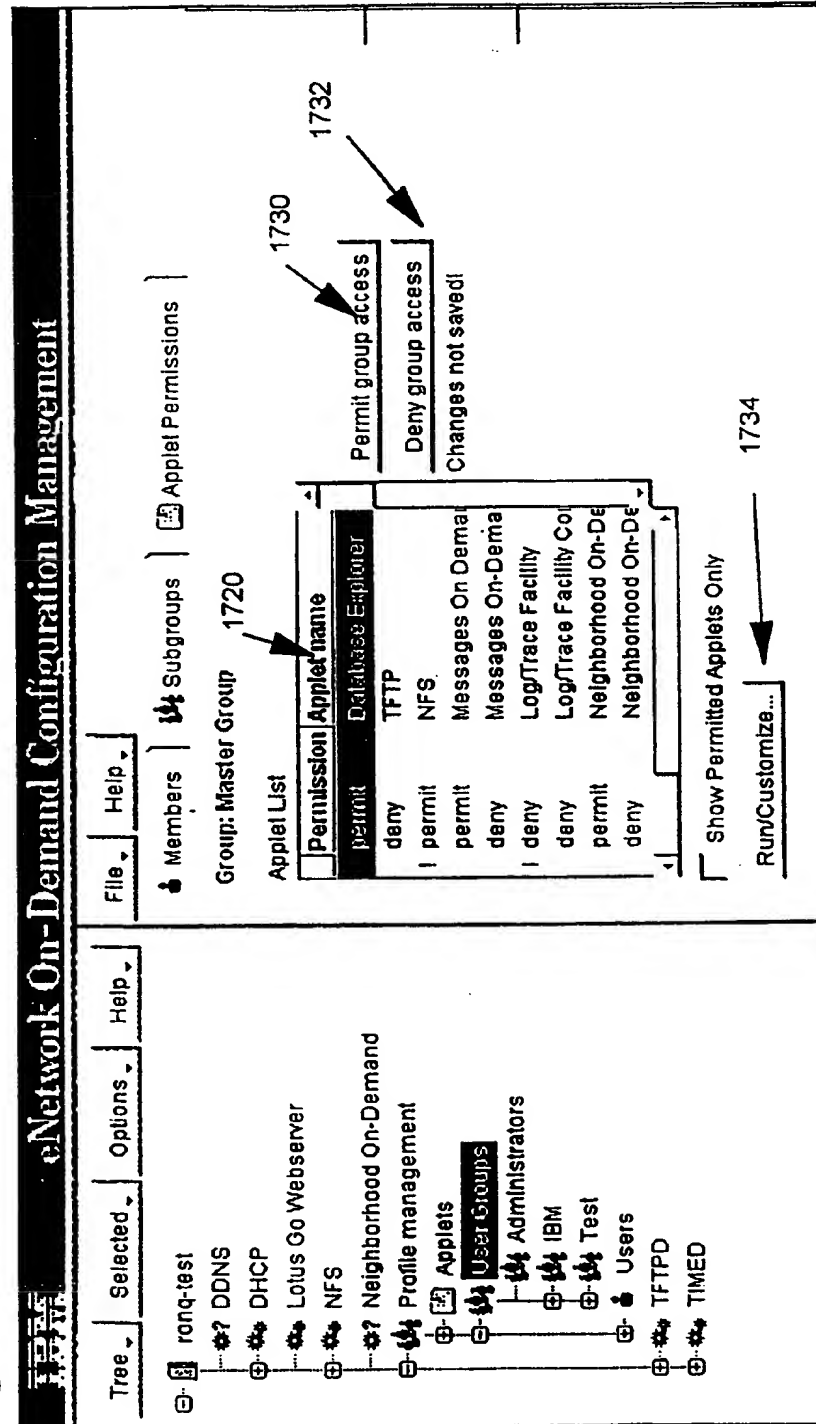 IBM eNetwork On-Demand Configuration Management
Tree Selected Options Help
ronq-test
? DDNS
DHCP
Lotus Go Webserver
NFS
? Neighborhood On-Demand
Profile management
Applets
User Groups
Administrators
IBM
Test
Users
TFTPD
TIMED
File Help
Members Subgroups Applet Permissions
Group: Master Group
1720
Applet List
Permission Applet name
permit Database Explorer
deny TFTP
! permit NFS
permit Messages On Deman
deny Messages On-Dema
! deny Log/Trace Facility
deny Log/Trace Facility Con
permit Neighborhood On-De
deny Neighborhood On-De
Permit group access
1730
Deny group access
1732
Changes not saved!
Show Permitted Applets Only
Run/Customize...
1734